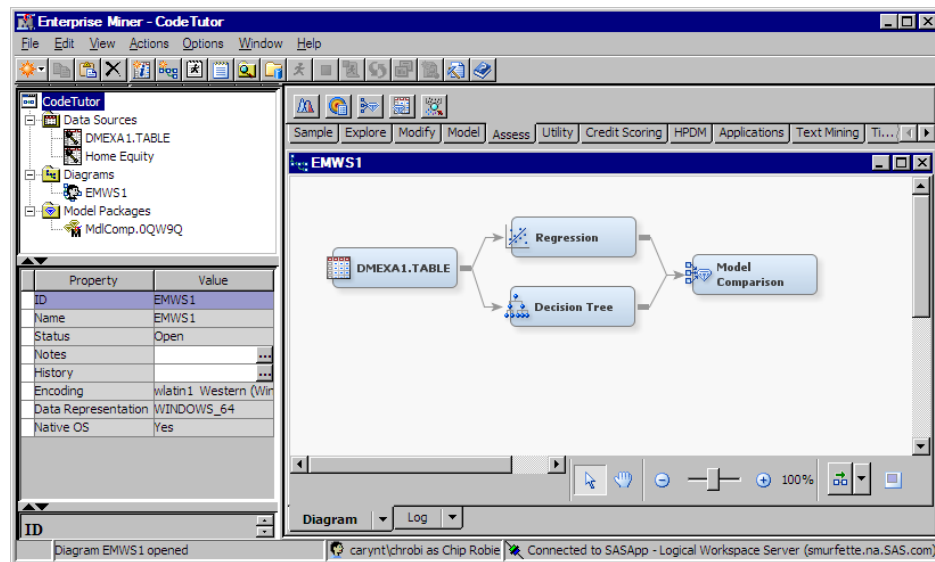 Enterprise Miner - CodeTutor
File Edit View Actions Options Window Help
CodeTutor
Data Sources
DMEXA1.TABLE
Home Equity
Diagrams
EMWS1
Model Packages
MdlComp.0QW9Q
Sample Explore Modify Model Assess Utility Credit Scoring HPDM Applications Text Mining Ti...
EMWS1
DMEXA1.TABLE
Regression
Decision Tree
Model
Comparison
Property Value
ID EMWS1
Name EMWS1
Status Open
Notes ...
History ...
Encoding wlatin1 Western (Win
Data Representation WINDOWS_64
Native OS Yes
100%
Diagram Log
ID
Diagram EMWS1 opened carynt\chrobi as Chip Robie Connected to SASApp - Logical Workspace Server (smurfette.na.SAS.com)